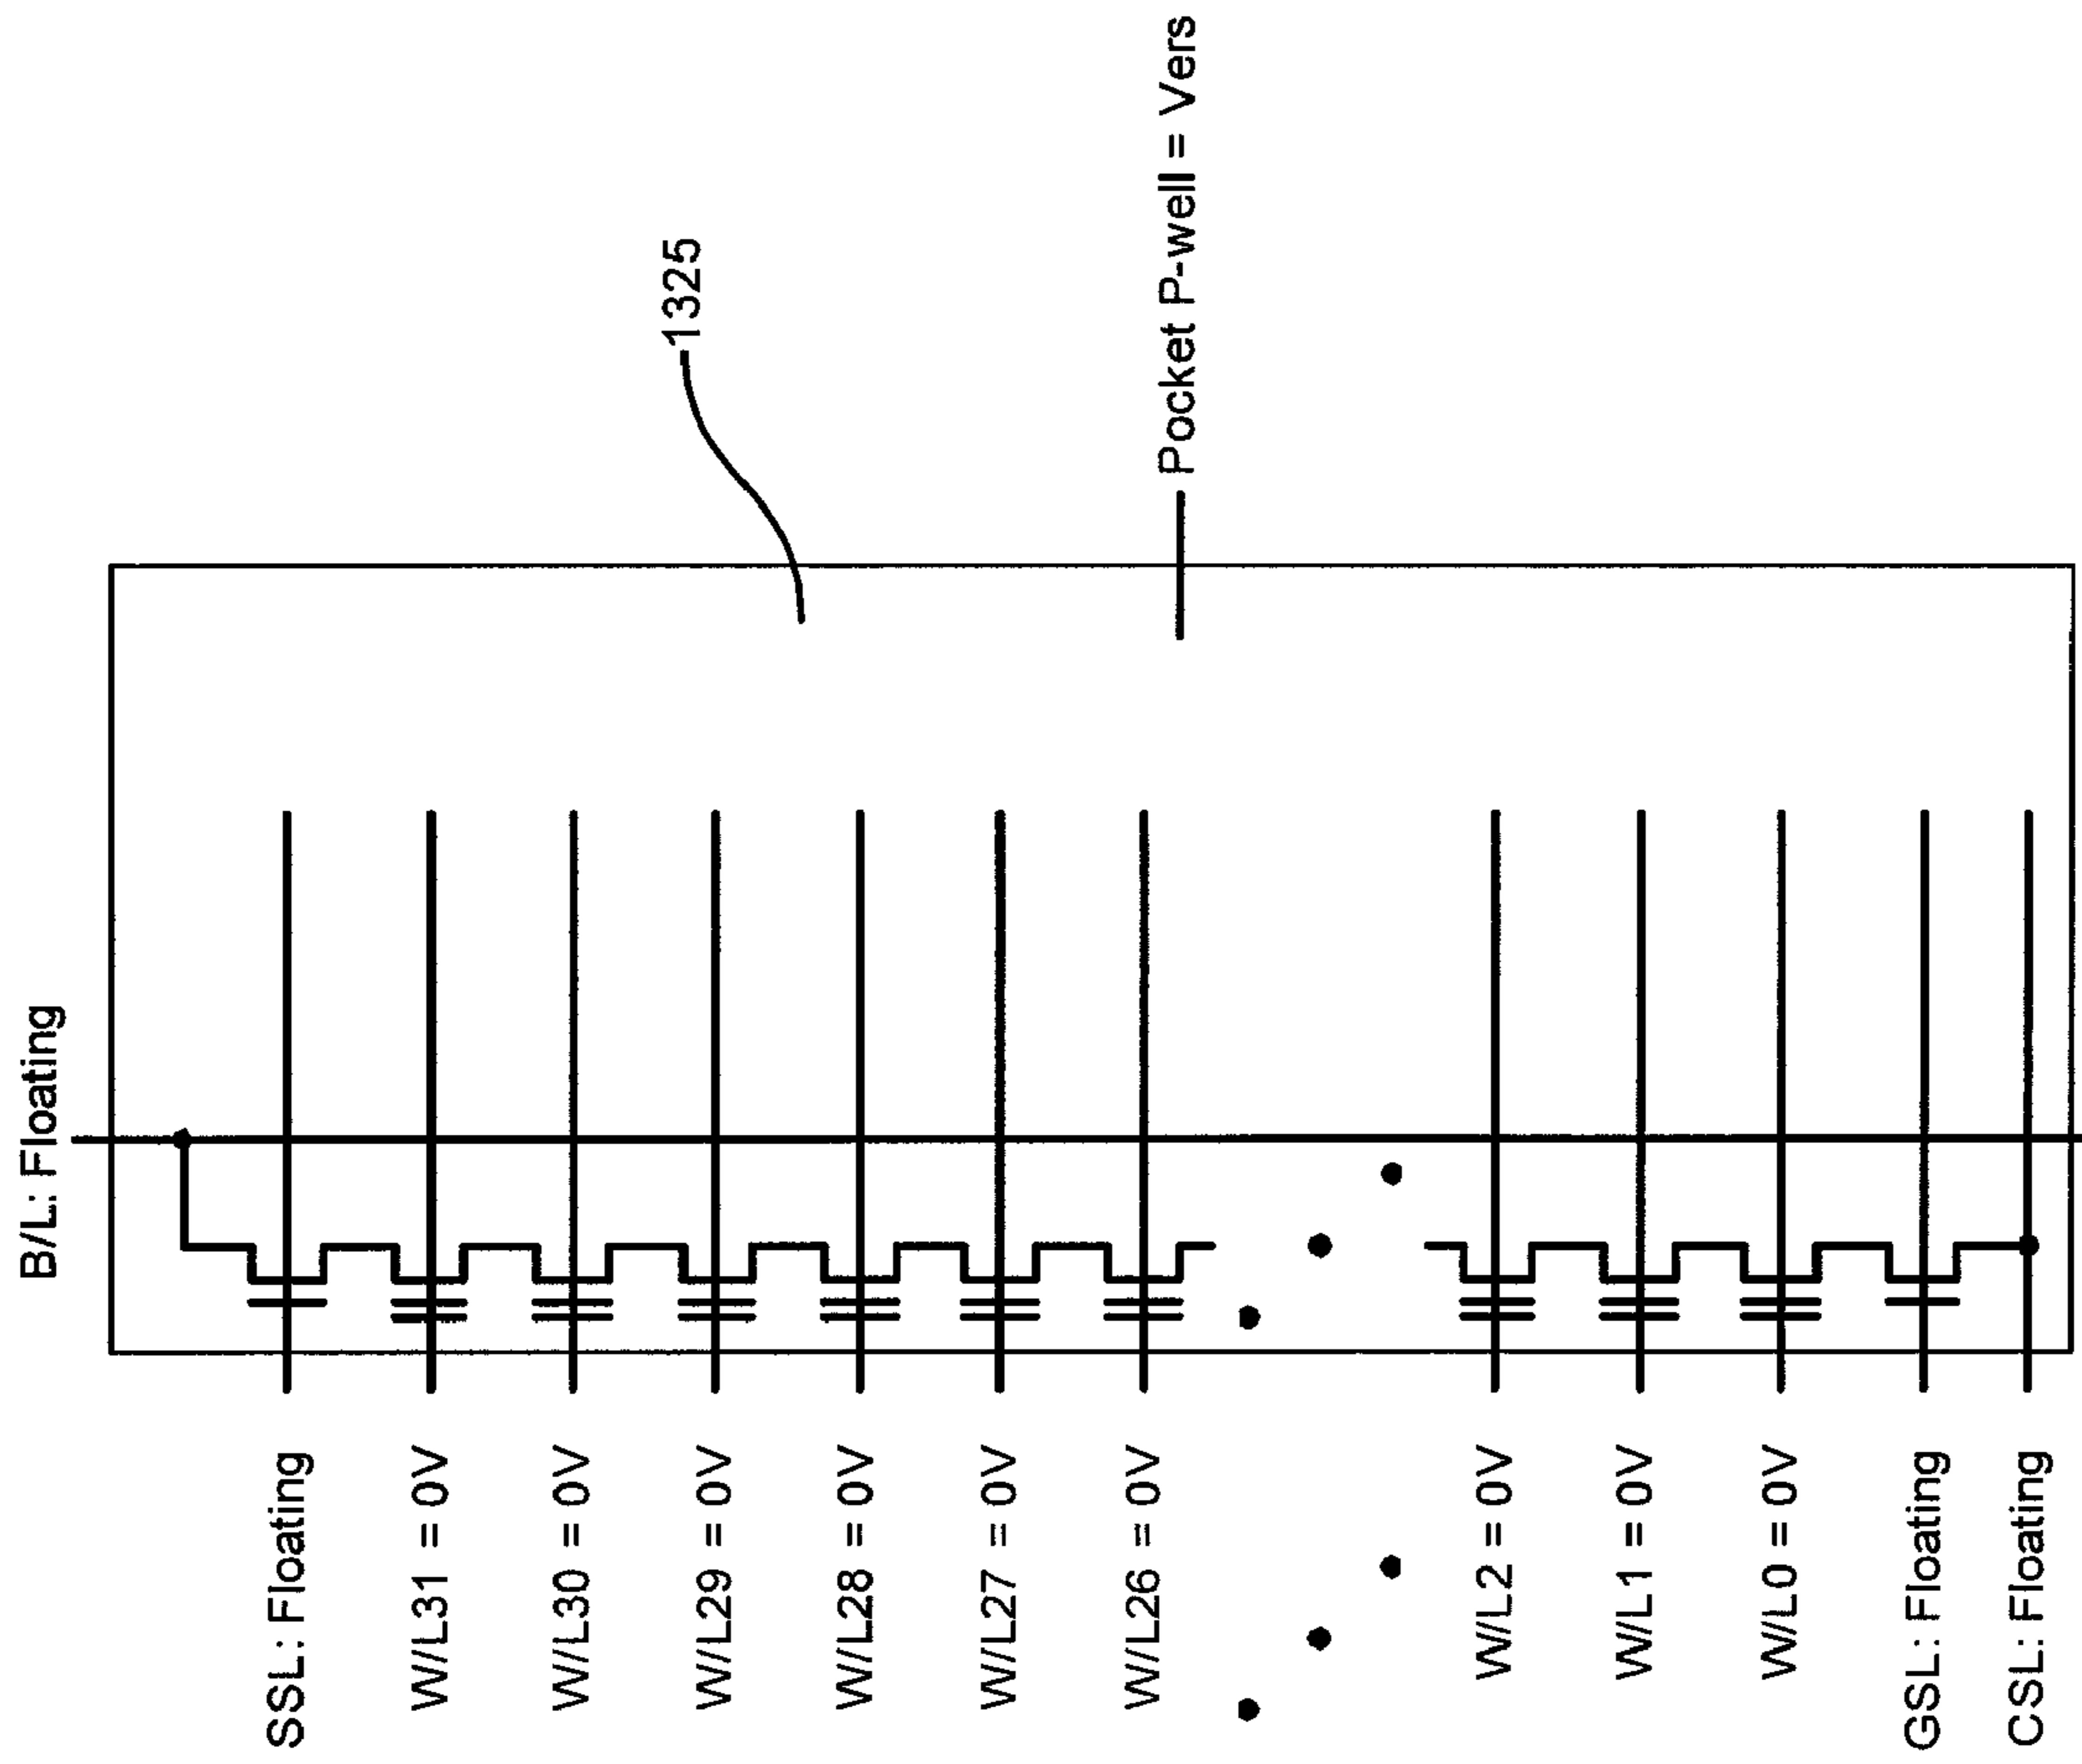 B/L: Floating
SSL: Floating
W/L31 = 0V
W/L30 = 0V
W/L29 = 0V
W/L28 = 0V
W/L27 = 0V
W/L26 = 0V
W/L2 = 0V
W/L1 = 0V
W/L0 = 0V
GSL: Floating
CSL: Floating
1325
Pocket P-well = Vers